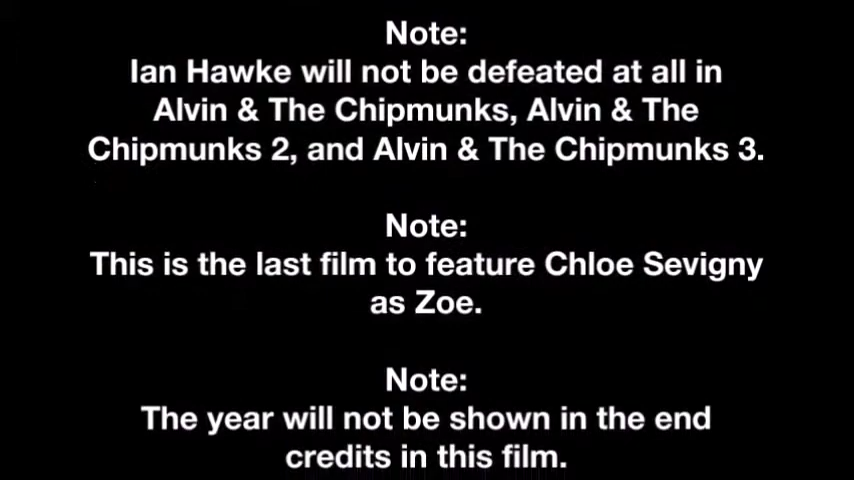 Note:
Ian Hawke will not be defeated at all in
Alvin & The Chipmunks, Alvin & The
Chipmunks 2, and Alvin & The Chipmunks 3.
Note:
This is the last film to feature Chloe Sevigny
as Zoe.
Note:
The year will not be shown in the end
credits in this film.